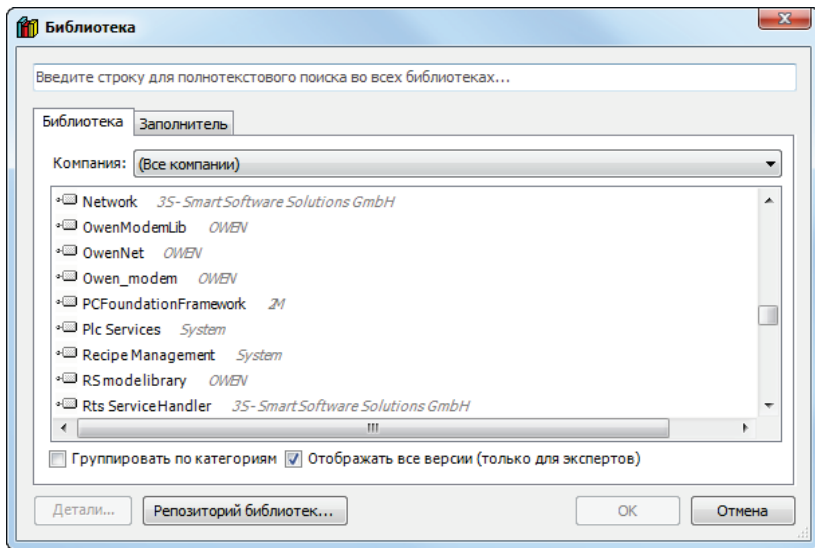 Библиотека
Введите строку для полнотекстового поиска во всех библиотеках...
Библиотека Заполнитель
Компания: (Все компании)
Network 3S-Smart Software Solutions GmbH
OwenModemLib OWEN
OwenNet OWEN
Owen_modem OWEN
PCFoundationFramework 2M
Plc Services System
Recipe Management System
RS modelibrary OWEN
Rts ServiceHandler 3S-Smart Software Solutions GmbH
Группировать по категориям Отображать все версии (только для экспертов)
Детали... Репозиторий библиотек... OK Отмена